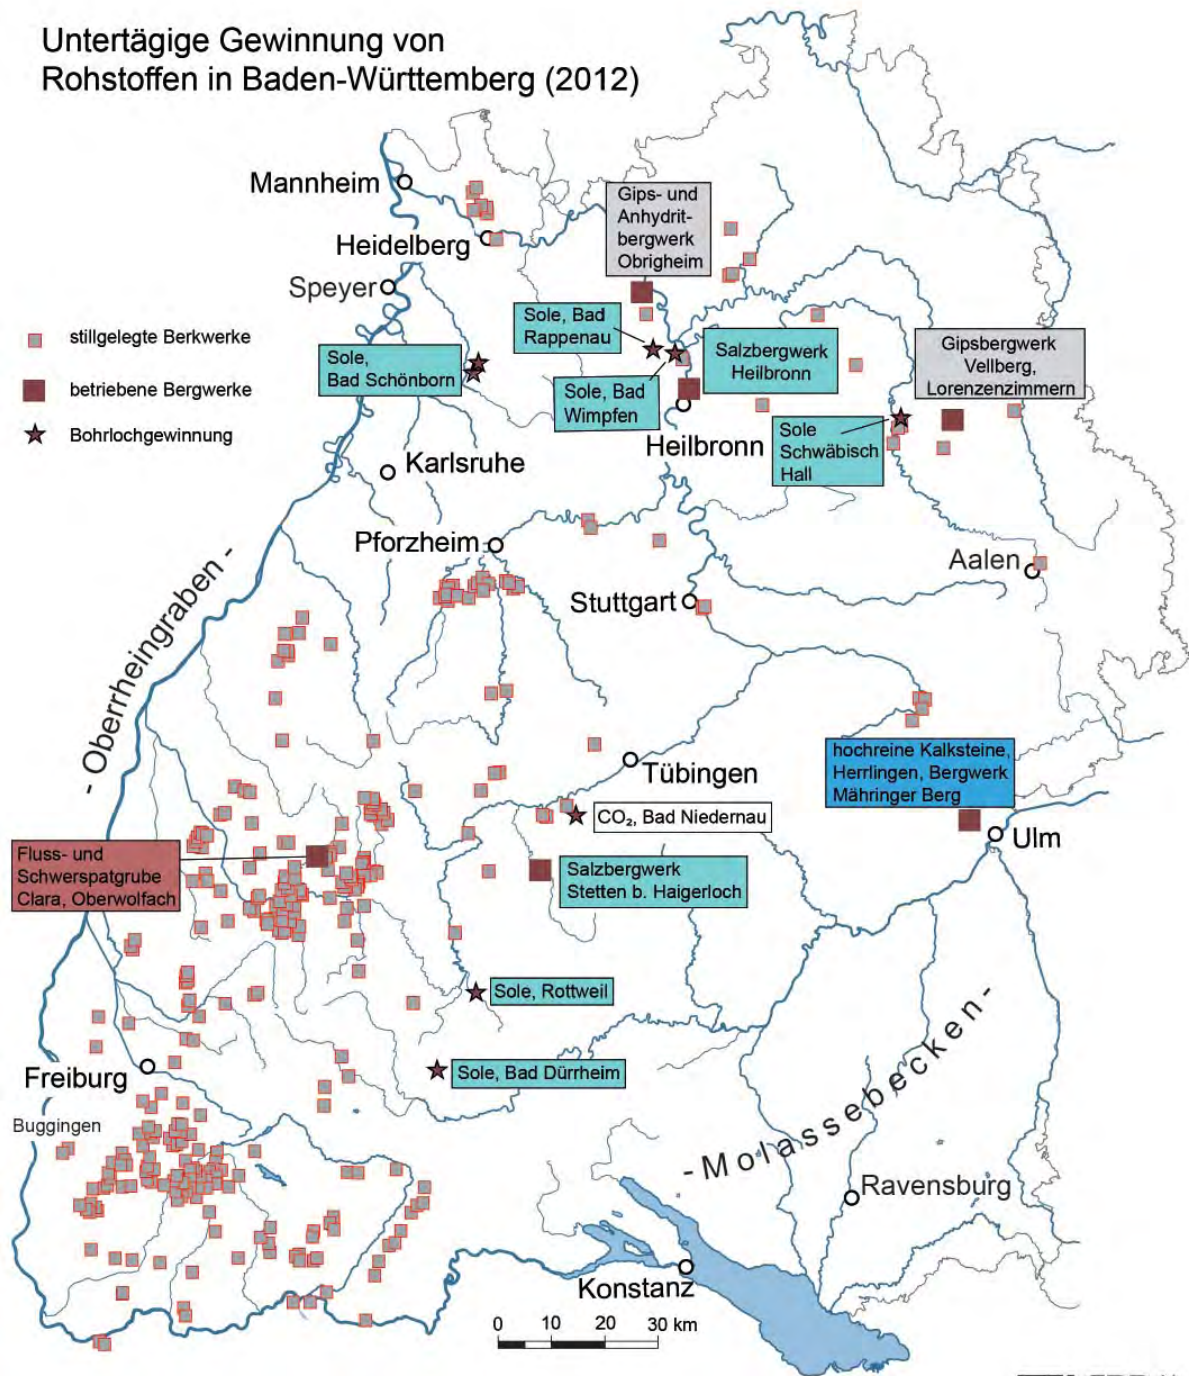 Untertägige Gewinnung von
Rohstoffen in Baden-Württemberg (2012)
Mannheim
Heidelberg
Speyer
Gips- und
Anhydrit-
bergwerk
Obrigheim
stillgelegte Berkwerke
betriebene Bergwerke
Bohrlochgewinnung
Sole,
Bad Schönborn
Sole, Bad
Rappenau
Sole, Bad
Wimpfen
Salzbergwerk
Heilbronn
Gipsbergwerk
Vellberg,
Lorenzenzimmern
Heilbronn
Sole
Schwäbisch
Hall
Karlsruhe
Pforzheim
Stuttgart
Aalen
- Oberrheingraben -
Tübingen
hochreine Kalksteine,
Herrlingen, Bergwerk
Mähringer Berg
CO₂, Bad Niedernau
Ulm
Fluss- und
Schwerspatgrube
Clara, Oberwolfach
Salzbergwerk
Stetten b. Haigerloch
Sole, Rottweil
Sole, Bad Dürrheim
Freiburg
Buggingen
- Molassebecken -
Ravensburg
Konstanz
0 10 20 30 km